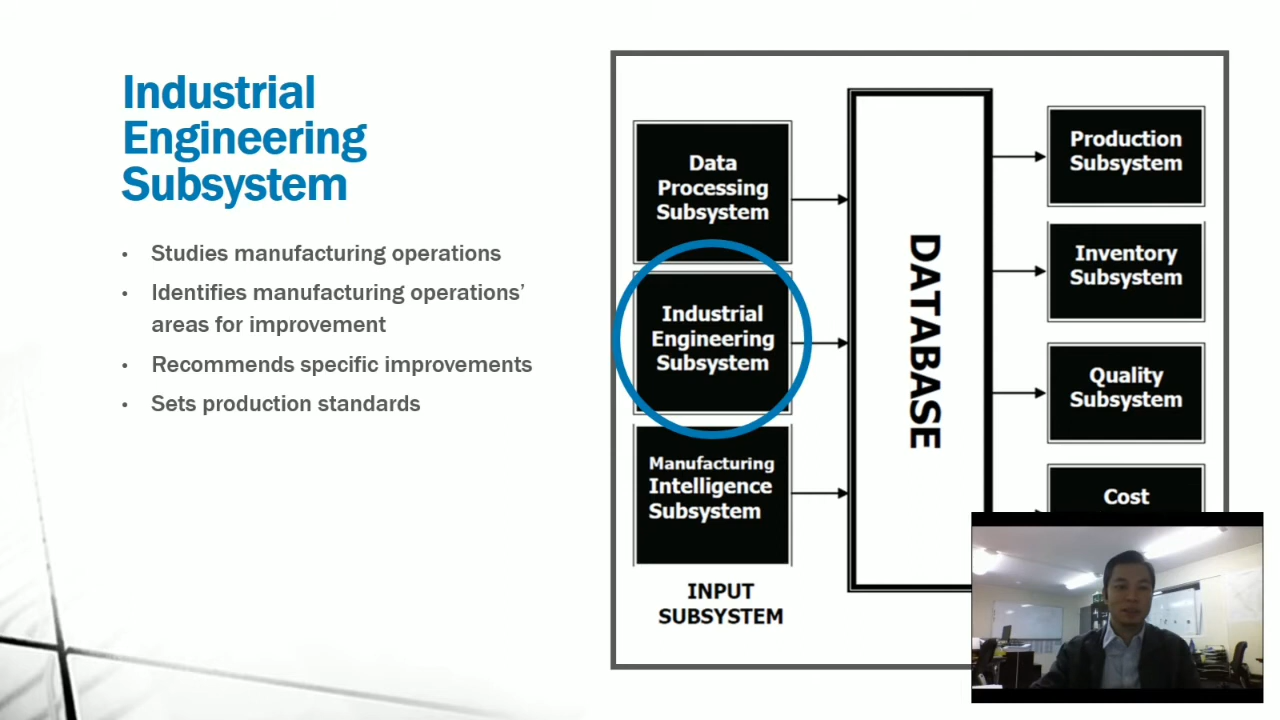 Industrial
Engineering
Subsystem
• Studies manufacturing operations
• Identifies manufacturing operations’
areas for improvement
• Recommends specific improvements
• Sets production standards
Data
Processing
Subsystem
Industrial
Engineering
Subsystem
Manufacturing
Intelligence
Subsystem
INPUT
SUBSYSTEM
DATABASE
Production
Subsystem
Inventory
Subsystem
Quality
Subsystem
Cost